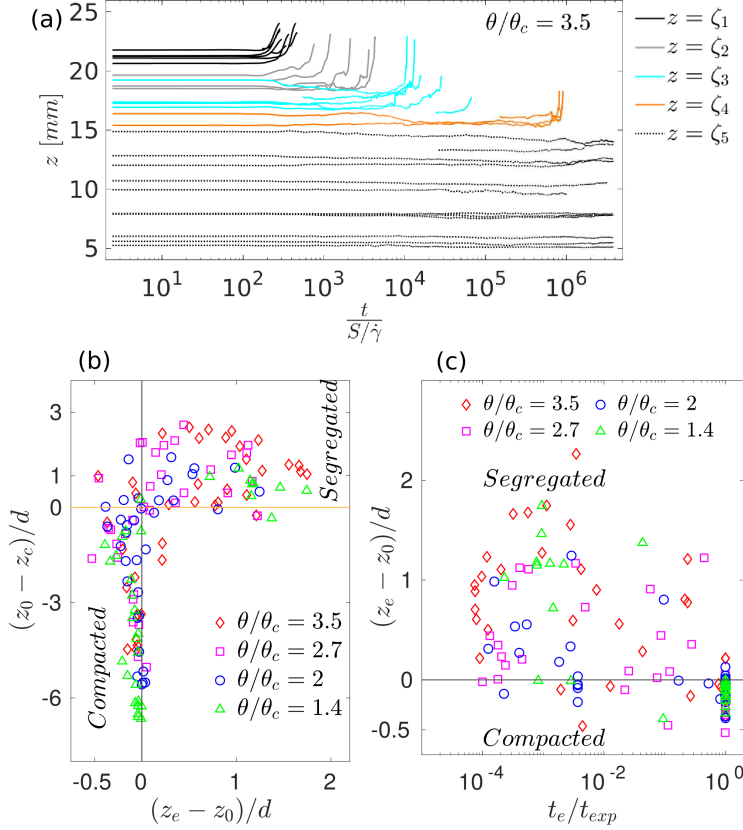 (a)
θ/θc = 3.5
z = ζ1
z = ζ2
z = ζ3
z = ζ4
z = ζ5
25
20
15
10
5
z [mm]
10^1 10^2 10^3 10^4 10^5 10^6
t
S/γ̇
(b)
3
1
0
-3
-6
(z0 − zc)/d
Segregated
Compacted
θ/θc = 3.5
θ/θc = 2.7
θ/θc = 2
θ/θc = 1.4
-0.5 0 1 2
(ze − z0)/d
(c)
θ/θc = 3.5 θ/θc = 2
θ/θc = 2.7 θ/θc = 1.4
Segregated
2
1
0
-0.5
(ze − z0)/d
Compacted
10^-4 10^-2 10^0
te/texp